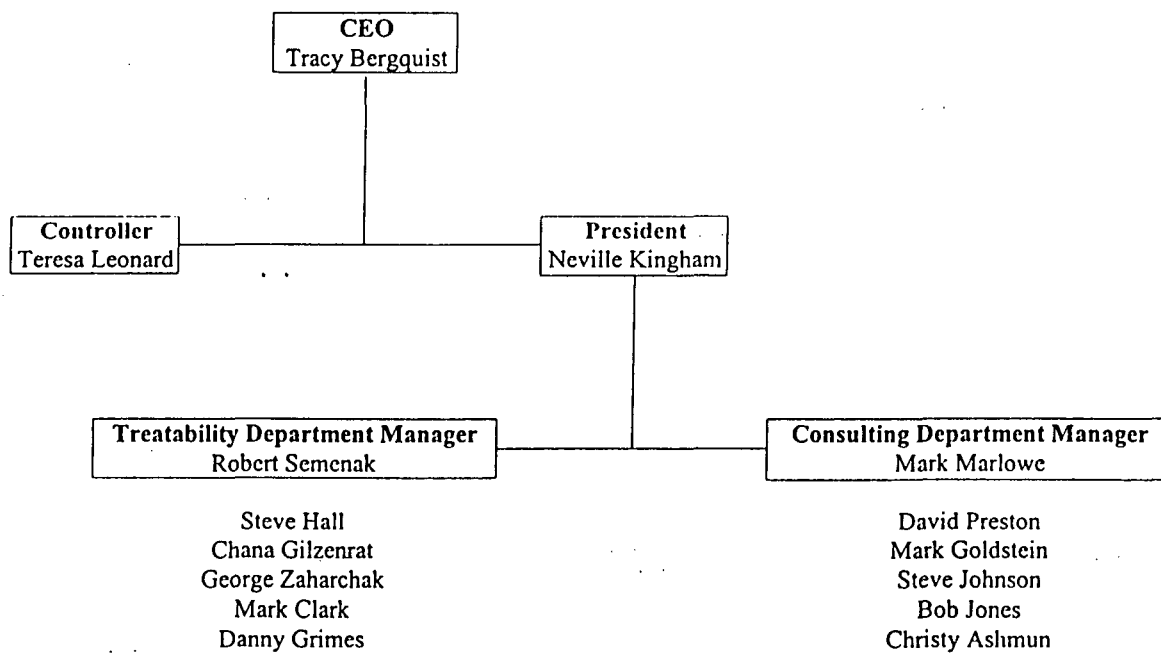 CEO
Tracy Bergquist
Controller
Teresa Leonard
President
Neville Kingham
Treatability Department Manager
Robert Semenak
Consulting Department Manager
Mark Marlowe
Steve Hall
Chana Gilzenrat
George Zaharchak
Mark Clark
Danny Grimes
David Preston
Mark Goldstein
Steve Johnson
Bob Jones
Christy Ashmun